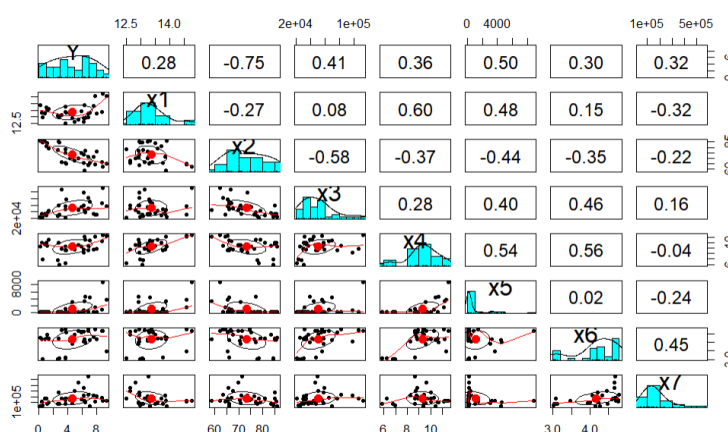 12.5 14.0 2e+04 1e+05 0 4000 1e+05 5e+05
Y 0.28 -0.75 0.41 0.36 0.50 0.30 0.32
12.5 x1 -0.27 0.08 0.60 0.48 0.15 -0.32
x2 -0.58 -0.37 -0.44 -0.35 -0.22
2e+04 x3 0.28 0.40 0.46 0.16
x4 0.54 0.56 -0.04
0 8000 x5 0.02 -0.24
x6 0.45
1e+05 x7
0 4 8 60 70 80 6 8 10 3.0 4.0